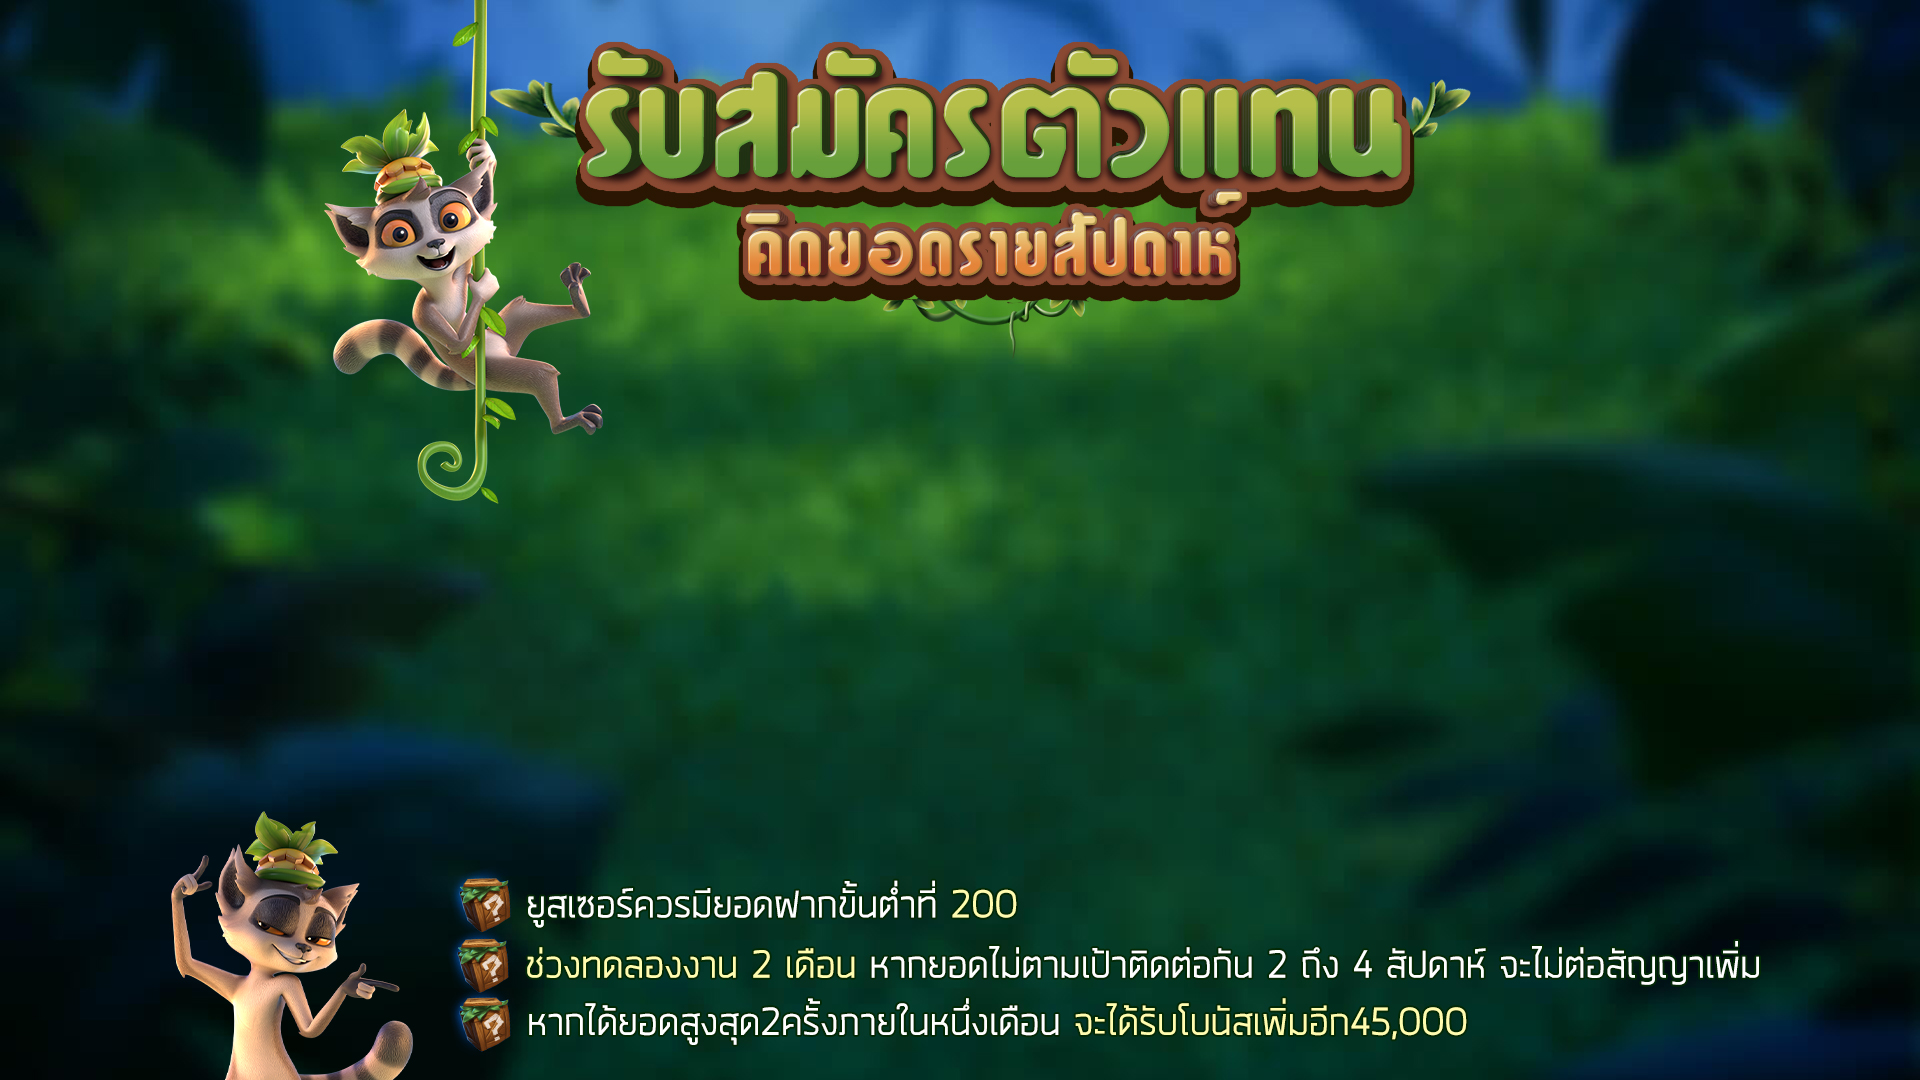 รับสมัครตัวแทน
คิดยอดรายสัปดาห์
ยูสเซอร์ควรมียอดฝากขั้นต่ำที่ 200
ช่วงทดลองงาน 2 เดือน หากยอดไม่ตามเป้าติดต่อกัน 2 ถึง 4 สัปดาห์ จะไม่ต่อสัญญาเพิ่ม
หากได้ยอดสูงสุด2ครั้งภายในหนึ่งเดือน จะได้รับโบนัสเพิ่มอีก45,000